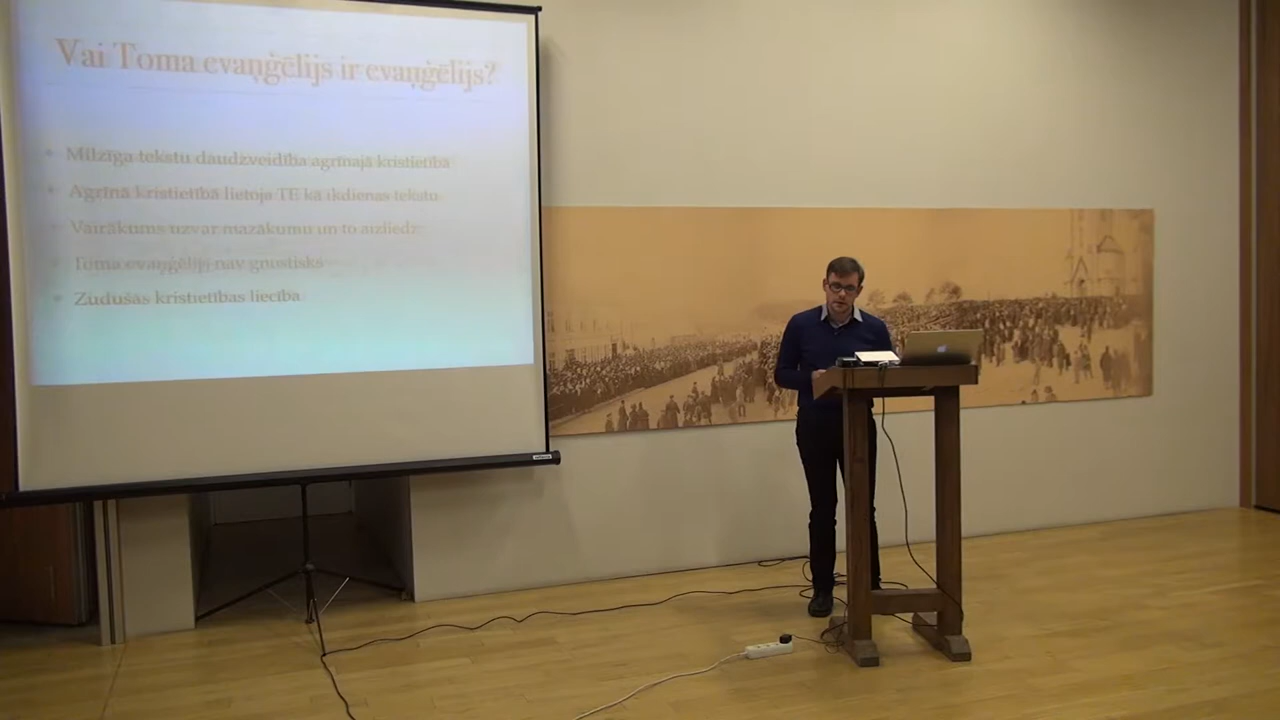 Vai Toma evaņģēlijs ir evaņģēlijs?
Milzīga tekstu daudzveidība agrīnajā kristietībā
Agrīnā kristietībā lietoja TE kā ikdienas tekstu
Vairākums uzvar mazākumu un to aizliedz
Toma evaņģēlijs nav gnostisks
Zudušās kristietības liecība